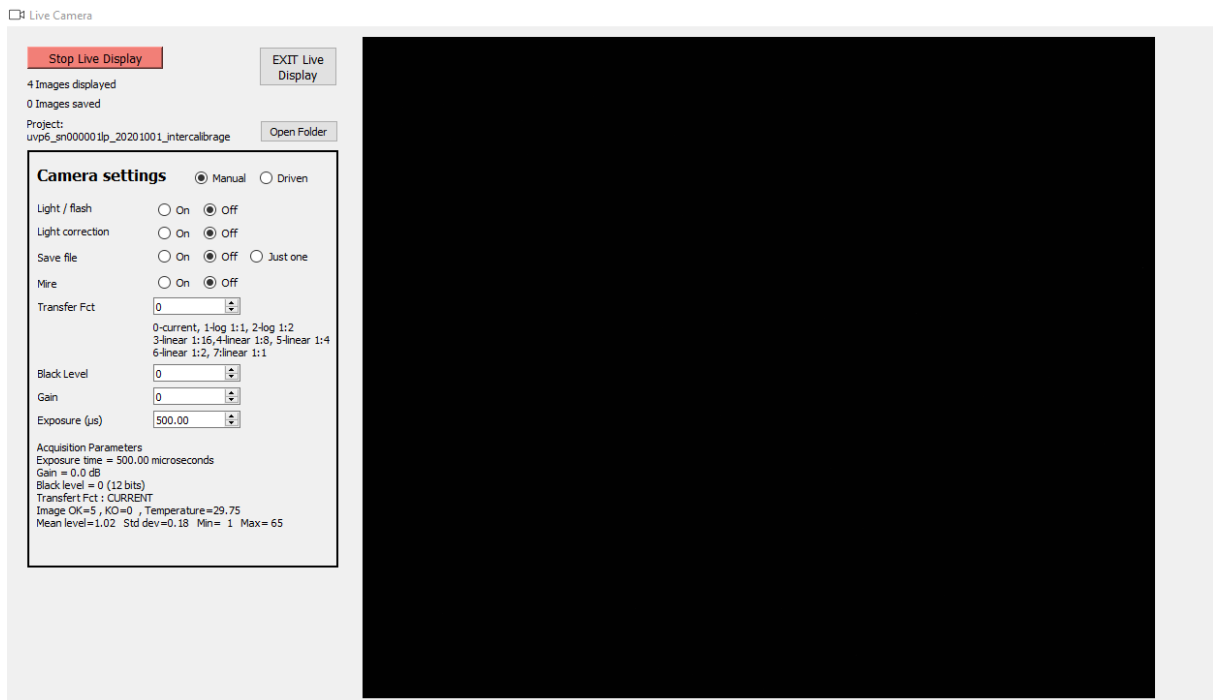 Live Camera
Stop Live Display
EXIT Live
Display
4 Images displayed
0 Images saved
Project:
uvp6_sn000001lp_20201001_intercalibrage
Open Folder
Camera settings Manual Driven
Light / flash On Off
Light correction On Off
Save file On Off Just one
Mire On Off
Transfer Fct 0
0-current, 1-log 1:1, 2-log 1:2
3-linear 1:16,4-linear 1:8, 5-linear 1:4
6-linear 1:2, 7:linear 1:1
Black Level 0
Gain 0
Exposure (µs) 500.00
Acquisition Parameters
Exposure time = 500.00 microseconds
Gain = 0.0 dB
Black level = 0 (12 bits)
Transfert Fct : CURRENT
Image OK=5 , KO=0 , Temperature=29.75
Mean level=1.02 Std dev=0.18 Min= 1 Max= 65